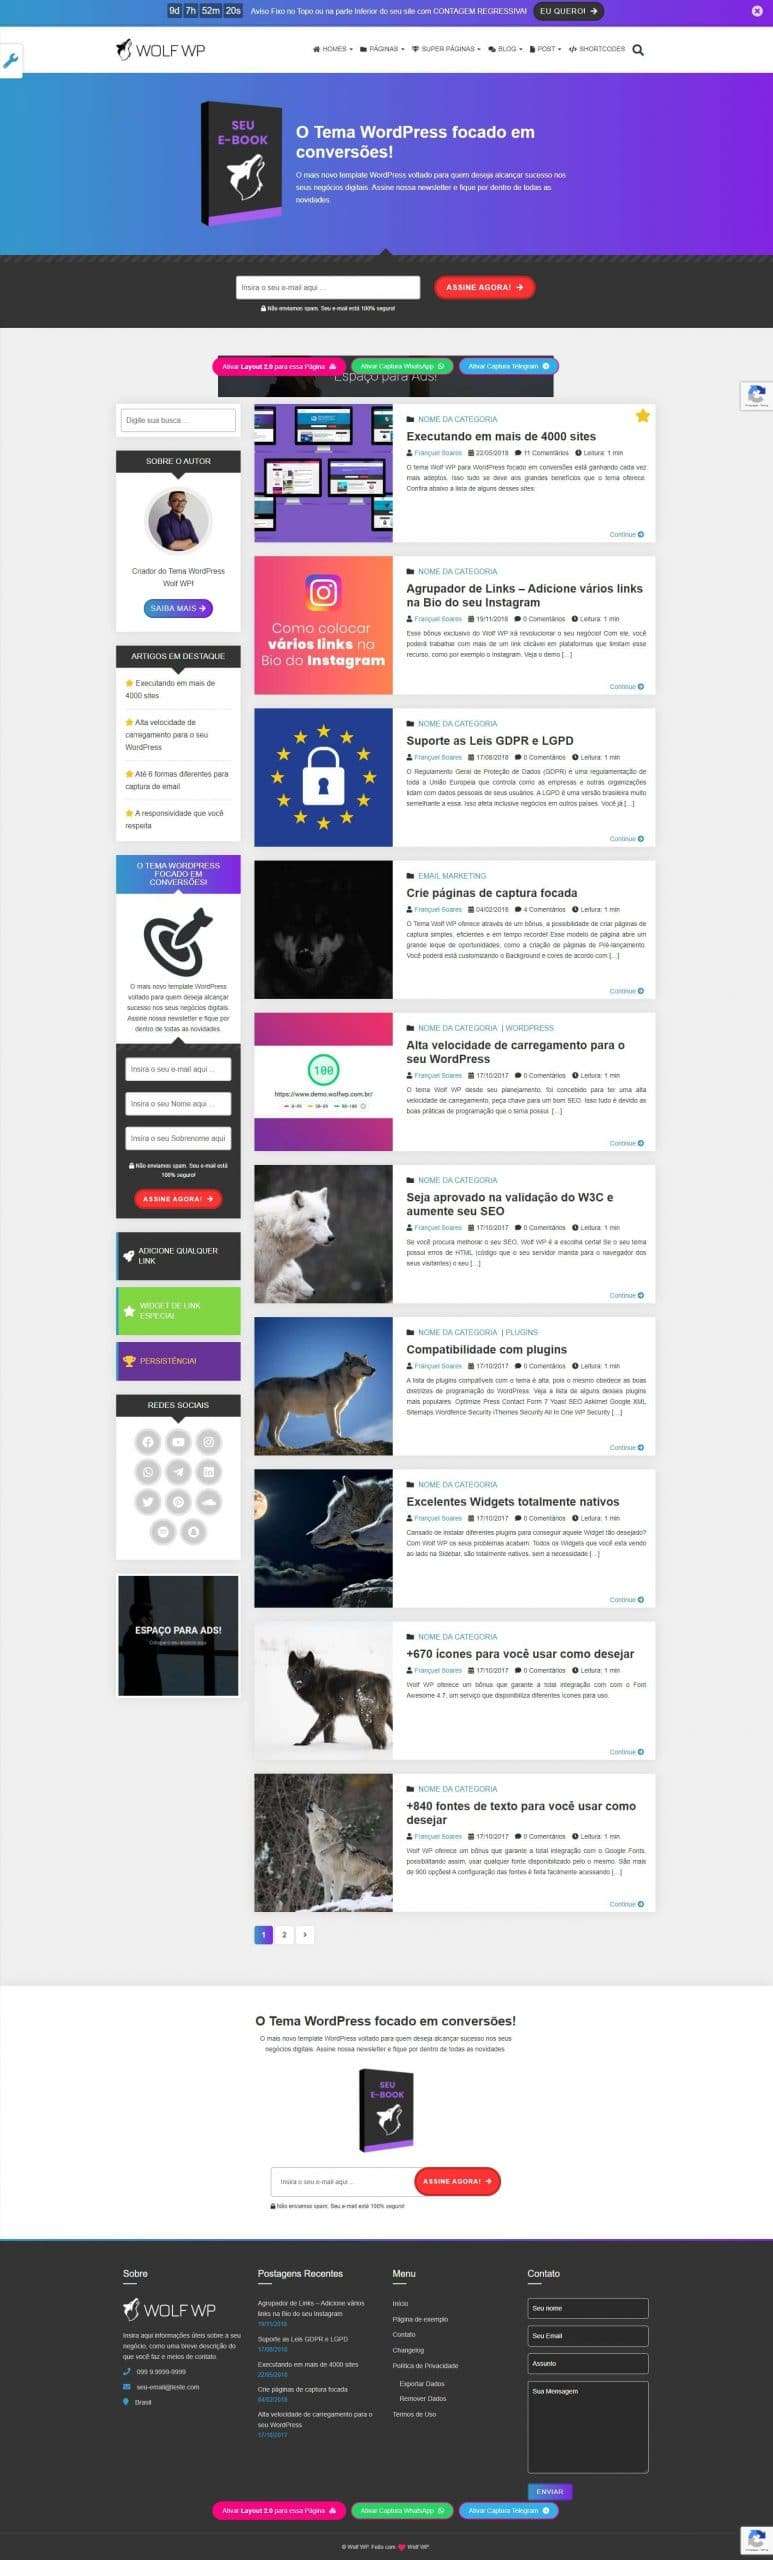 9d 7h 52m 20s Aviso Fixo no Topo ou na parte Inferior do seu site com CONTAGEM REGRESSIVA! EU QUERO!
WOLF WP
HOMES PÁGINAS SUPER PÁGINAS BLOG POST SHORTCODES
SEU
E-BOOK
O Tema WordPress focado em
conversões!
O mais novo template WordPress voltado para quem deseja alcançar sucesso nos
seus negócios digitais. Assine nossa newsletter e fique por dentro de todas as
novidades.
Insira o seu e-mail aqui ...
ASSINE AGORA!
Não enviamos spam. Seu e-mail está 100% seguro!
Ativar Layout 2.0 para essa Página
Ativar Captura WhatsApp
Ativar Captura Telegram
Espaço para Ads!
Digite sua busca...
SOBRE O AUTOR
Criador do Tema WordPress
Wolf WP!
SAIBA MAIS
ARTIGOS EM DESTAQUE
Executando em mais de
4000 sites
Alta velocidade de
carregamento para o seu
WordPress
Até 6 formas diferentes para
captura de email
A responsividade que você
respeita
O TEMA WORDPRESS
FOCADO EM
CONVERSÕES!
O mais novo template WordPress
voltado para quem deseja alcançar
sucesso nos seus negócios digitais.
Assine nossa newsletter e fique por
dentro de todas as novidades.
Insira o seu e-mail aqui ...
Insira o seu Nome aqui ...
Insira o seu Sobrenome aqui
Não enviamos spam. Seu e-mail está
100% seguro!
ASSINE AGORA!
ADICIONE QUALQUER
LINK
WIDGET DE LINK
ESPECIAL
PERSISTÊNCIA!
REDES SOCIAIS
ESPAÇO PARA ADS!
NOME DA CATEGORIA
Executando em mais de 4000 sites
Françuel Soares 22/05/2018 11 Comentários Leitura: 1 min
O tema Wolf WP para WordPress focado em conversões está ganhando cada vez
mais adeptos. Isso tudo se deve aos grandes benefícios que o tema oferece.
Confira abaixo a lista de alguns desses sites:
Continue
Como colocar
vários links na
Bio do Instagram
NOME DA CATEGORIA
Agrupador de Links – Adicione vários links
na Bio do seu Instagram
Françuel Soares 19/11/2018 0 Comentários Leitura: 1 min
Esse bônus exclusivo do Wolf WP irá revolucionar o seu negócio! Com ele, você
poderá trabalhar com mais de um link clicável em plataformas que limitam esse
recurso, como por exemplo o Instagram. Veja o demo [...]
Continue
NOME DA CATEGORIA
Suporte as Leis GDPR e LGPD
Françuel Soares 17/08/2018 0 Comentários Leitura: 1 min
O Regulamento Geral de Proteção de Dados (GDPR) é uma regulamentação de
toda a União Europeia que controla como as empresas e outras organizações
lidam com dados pessoais de seus usuários. A LGPD é uma versão brasileira muito
semelhante a essa. Isso afeta inclusive negócios em outros países. Você já [...]
Continue
EMAIL MARKETING
Crie páginas de captura focada
Françuel Soares 04/02/2018 4 Comentários Leitura: 1 min
O Tema Wolf WP oferece através de um bônus, a possibilidade de criar páginas de
captura simples, eficientes e em tempo recorde! Esse modelo de página abre um
grande leque de oportunidades, como a criação de páginas de Pré-lançamento.
Você poderá está customizando o Background e cores de acordo com [...]
Continue
100
https://www.demo.wolfwp.com.br/
NOME DA CATEGORIA | WORDPRESS
Alta velocidade de carregamento para o
seu WordPress
Françuel Soares 17/10/2017 0 Comentários Leitura: 1 min
O tema Wolf WP desde seu planejamento, foi concebido para ter uma alta
velocidade de carregamento, peça chave para um bom SEO. Isso tudo é devido as
boas práticas de programação que o tema possui. [...]
Continue
NOME DA CATEGORIA
Seja aprovado na validação do W3C e
aumente seu SEO
Françuel Soares 17/10/2017 0 Comentários Leitura: 1 min
Se você procura melhorar o seu SEO, Wolf WP é a escolha certa! Se o seu tema
possui erros de HTML (código que o seu servidor manda para o navegador dos
seus visitantes) o seu [...]
Continue
NOME DA CATEGORIA | PLUGINS
Compatibilidade com plugins
Françuel Soares 17/10/2017 0 Comentários Leitura: 1 min
A lista de plugins compatíveis com o tema é alta, pois o mesmo obedece as boas
diretrizes de programação do WordPress. Veja a lista de alguns desses plugins
mais populares: Optimize Press Contact Form 7 Yoast SEO Askimet Google XML
Sitemaps Wordfence Security iThemes Security All In One WP Security [...]
Continue
NOME DA CATEGORIA
Excelentes Widgets totalmente nativos
Françuel Soares 17/10/2017 0 Comentários Leitura: 1 min
Cansado de instalar diferentes plugins para conseguir aquele Widget tão desejado?
Com Wolf WP os seus problemas acabam. Todos os Widgets que você esta vendo
ao lado na Sidebar, são totalmente nativos, sem a necessidade [...]
Continue
NOME DA CATEGORIA
+670 ícones para você usar como desejar
Françuel Soares 17/10/2017 0 Comentários Leitura: 1 min
Wolf WP oferece um bônus que garante a total integração com com o Font
Awesome 4.7, um serviço que disponibiliza diferentes ícones para uso.
Continue
NOME DA CATEGORIA
+840 fontes de texto para você usar como
desejar
Françuel Soares 17/10/2017 0 Comentários Leitura: 1 min
Wolf WP oferece um bônus que garante a total integração com o Google Fonts,
possibilitando assim, usar qualquer fonte disponibilizado pelo o mesmo. São mais
de 900 opções! A configuração das fontes é feita facilmente acessando [...]
Continue
1 2
O Tema WordPress focado em conversões!
O mais novo template WordPress voltado para quem deseja alcançar sucesso nos seus
negócios digitais. Assine nossa newsletter e fique por dentro de todas as novidades
SEU
E-BOOK
Insira o seu e-mail aqui ...
ASSINE AGORA!
Não enviamos spam. Seu e-mail está 100% seguro!
Sobre
WOLF WP
Insira aqui informações úteis sobre a seu
negócio, como uma breve descrição do
que você faz e meios de contato.
099 9.9999-9999
seu-email@teste.com
Brasil
Postagens Recentes
Agrupador de Links – Adicione vários
links na Bio do seu Instagram
19/11/2018
Suporte as Leis GDPR e LGPD
17/08/2018
Executando em mais de 4000 sites
22/05/2018
Crie páginas de captura focada
04/02/2018
Alta velocidade de carregamento para o
seu WordPress
17/10/2017
Menu
Início
Página de exemplo
Contato
Changelog
Política de Privacidade
Exportar Dados
Remover Dados
Termos de Uso
Contato
Seu nome
Seu Email
Assunto
Sua Mensagem
ENVIAR
Ativar Layout 2.0 para essa Página
Ativar Captura WhatsApp
Ativar Captura Telegram
© Wolf WP. Feito com Wolf WP